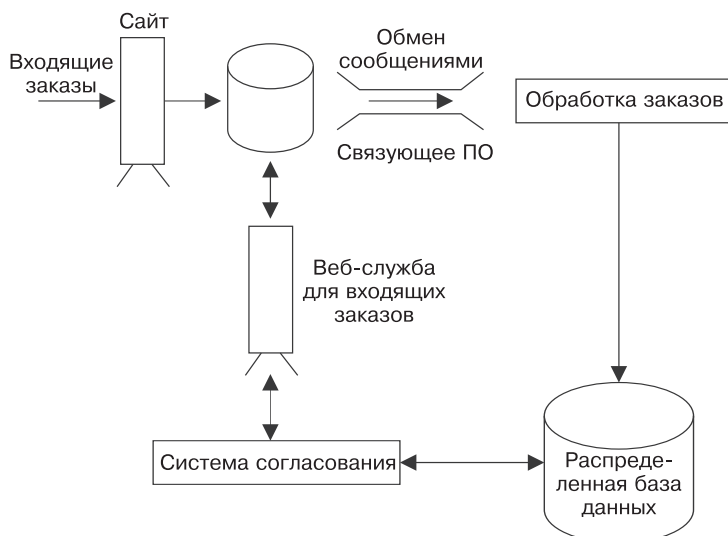 Сайт
Входящие
заказы
Обмен
сообщениями
Связующее ПО
Обработка заказов
Веб-служба
для входящих
заказов
Система согласования
Распреде-
ленная база
данных